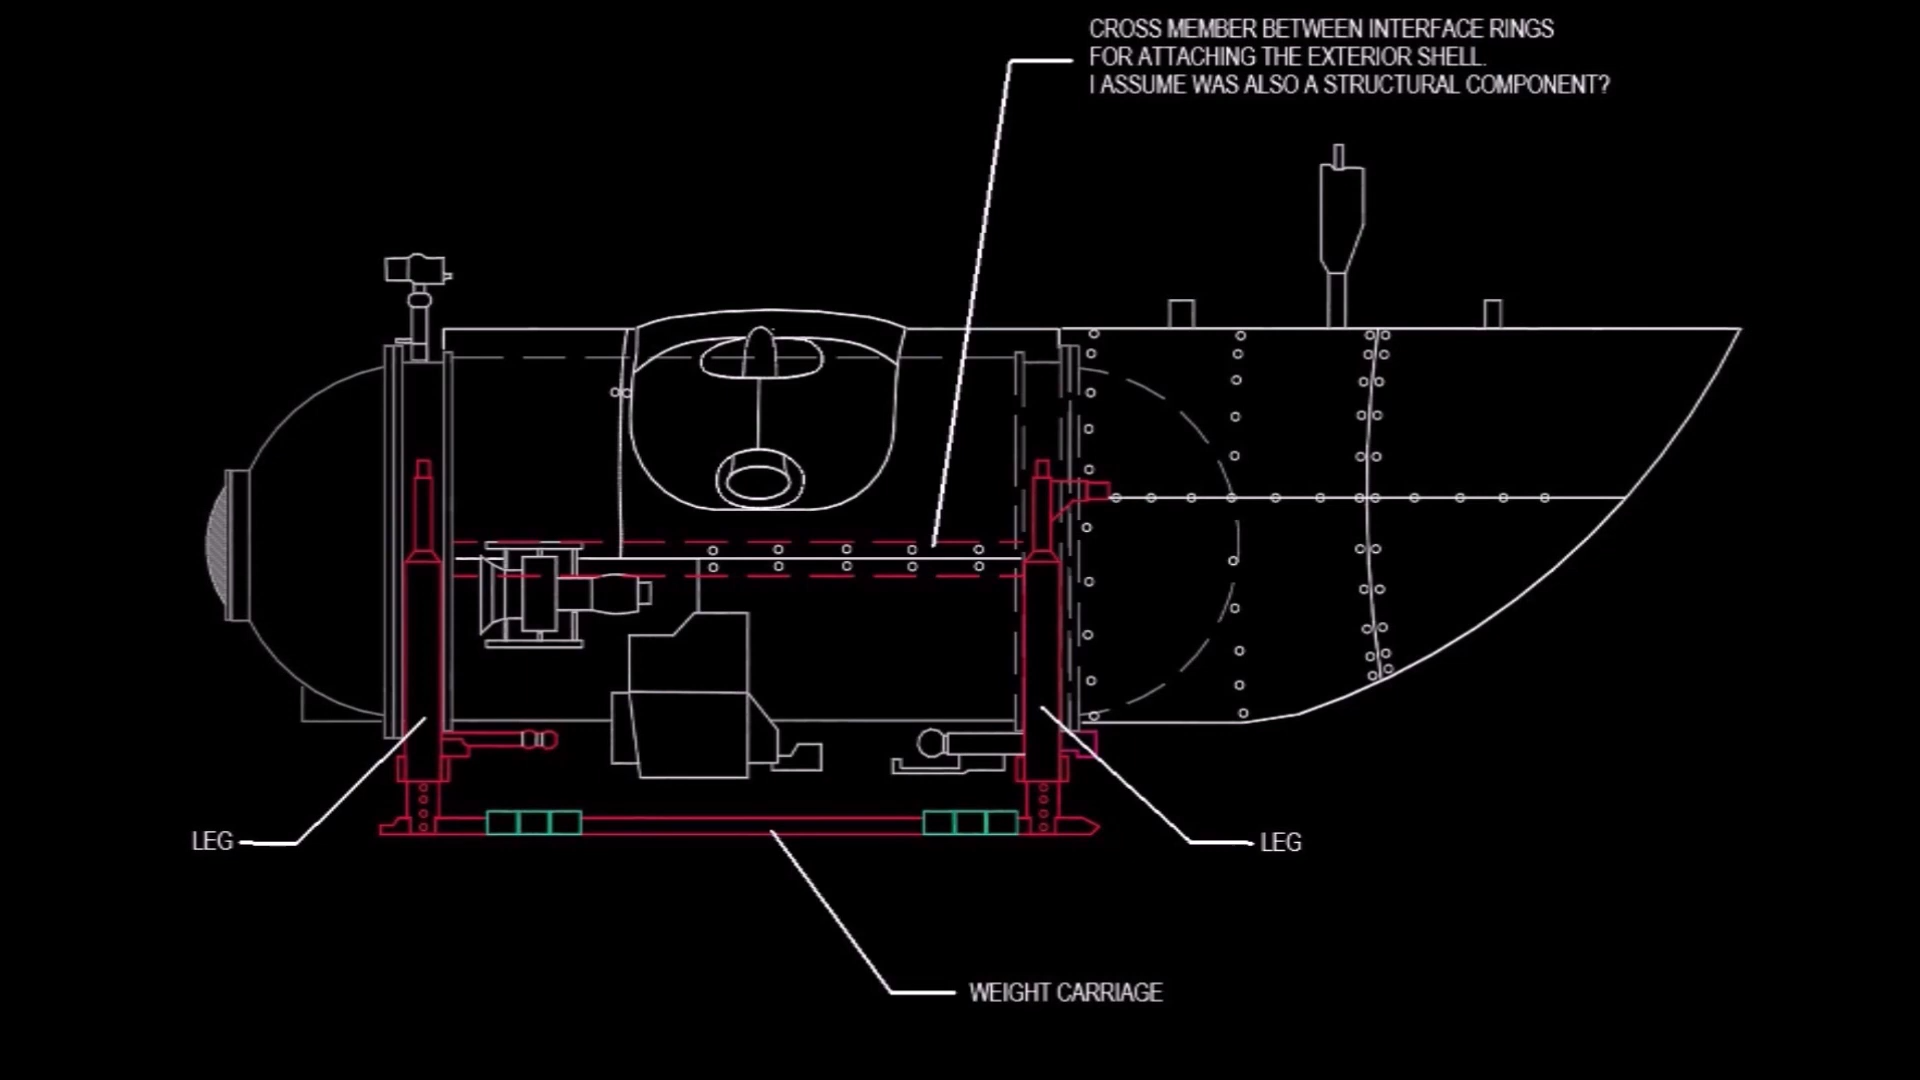 CROSS MEMBER BETWEEN INTERFACE RINGS
FOR ATTACHING THE EXTERIOR SHELL.
I ASSUME WAS ALSO A STRUCTURAL COMPONENT?
LEG
LEG
WEIGHT CARRIAGE